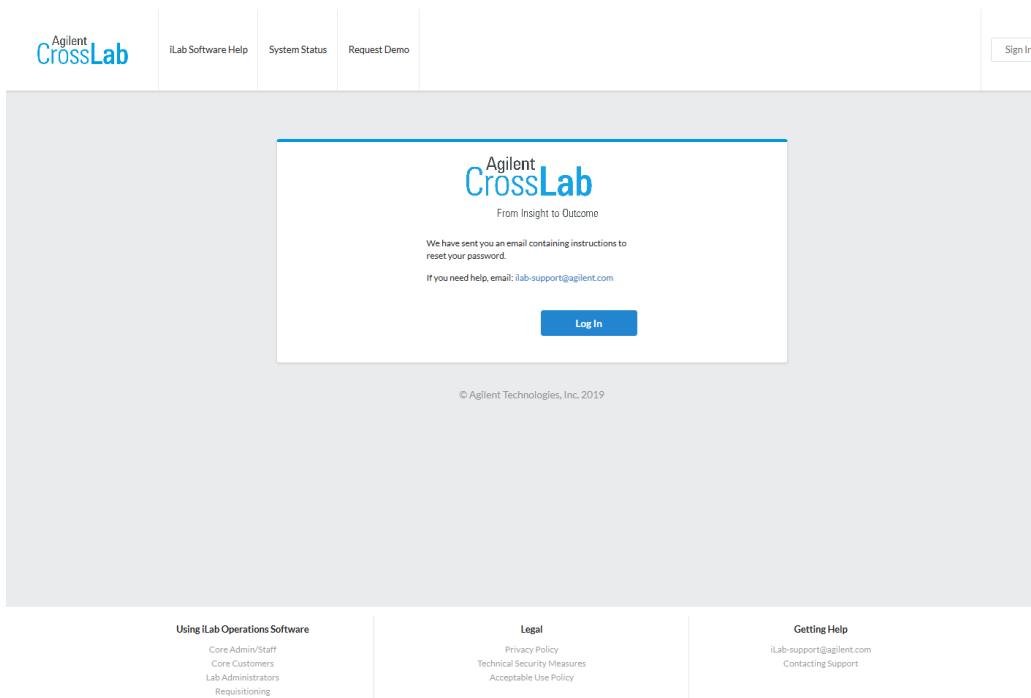 Agilent
CrossLab
iLab Software Help
System Status
Request Demo
Sign In
Agilent
CrossLab
From Insight to Outcome
We have sent you an email containing instructions to
reset your password.
If you need help, email: ilab-support@agilent.com
Log In
© Agilent Technologies, Inc. 2019
Using iLab Operations Software
Core Admin/Staff
Core Customers
Lab Administrators
Requisitioning
Legal
Privacy Policy
Technical Security Measures
Acceptable Use Policy
Getting Help
iLab-support@agilent.com
Contacting Support